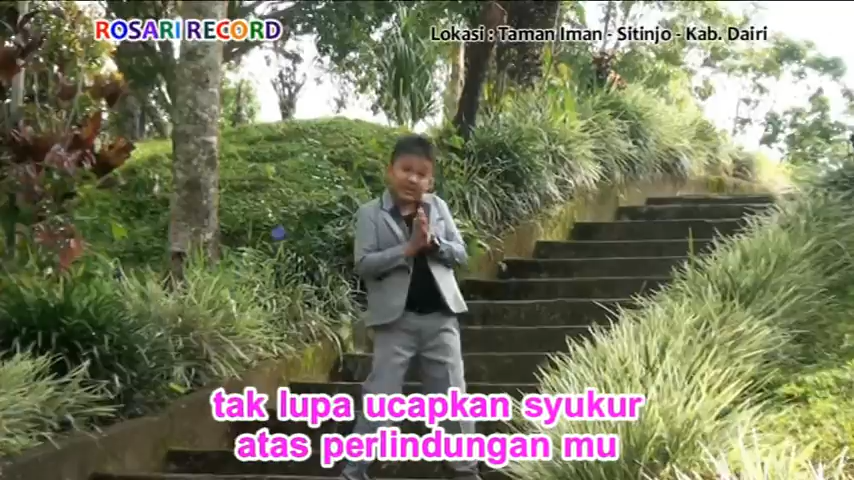 ROSARI RECORD
Lokasi : Taman Iman - Sitinjo - Kab. Dairi
tak lupa ucapkan syukur
atas perlindungan mu